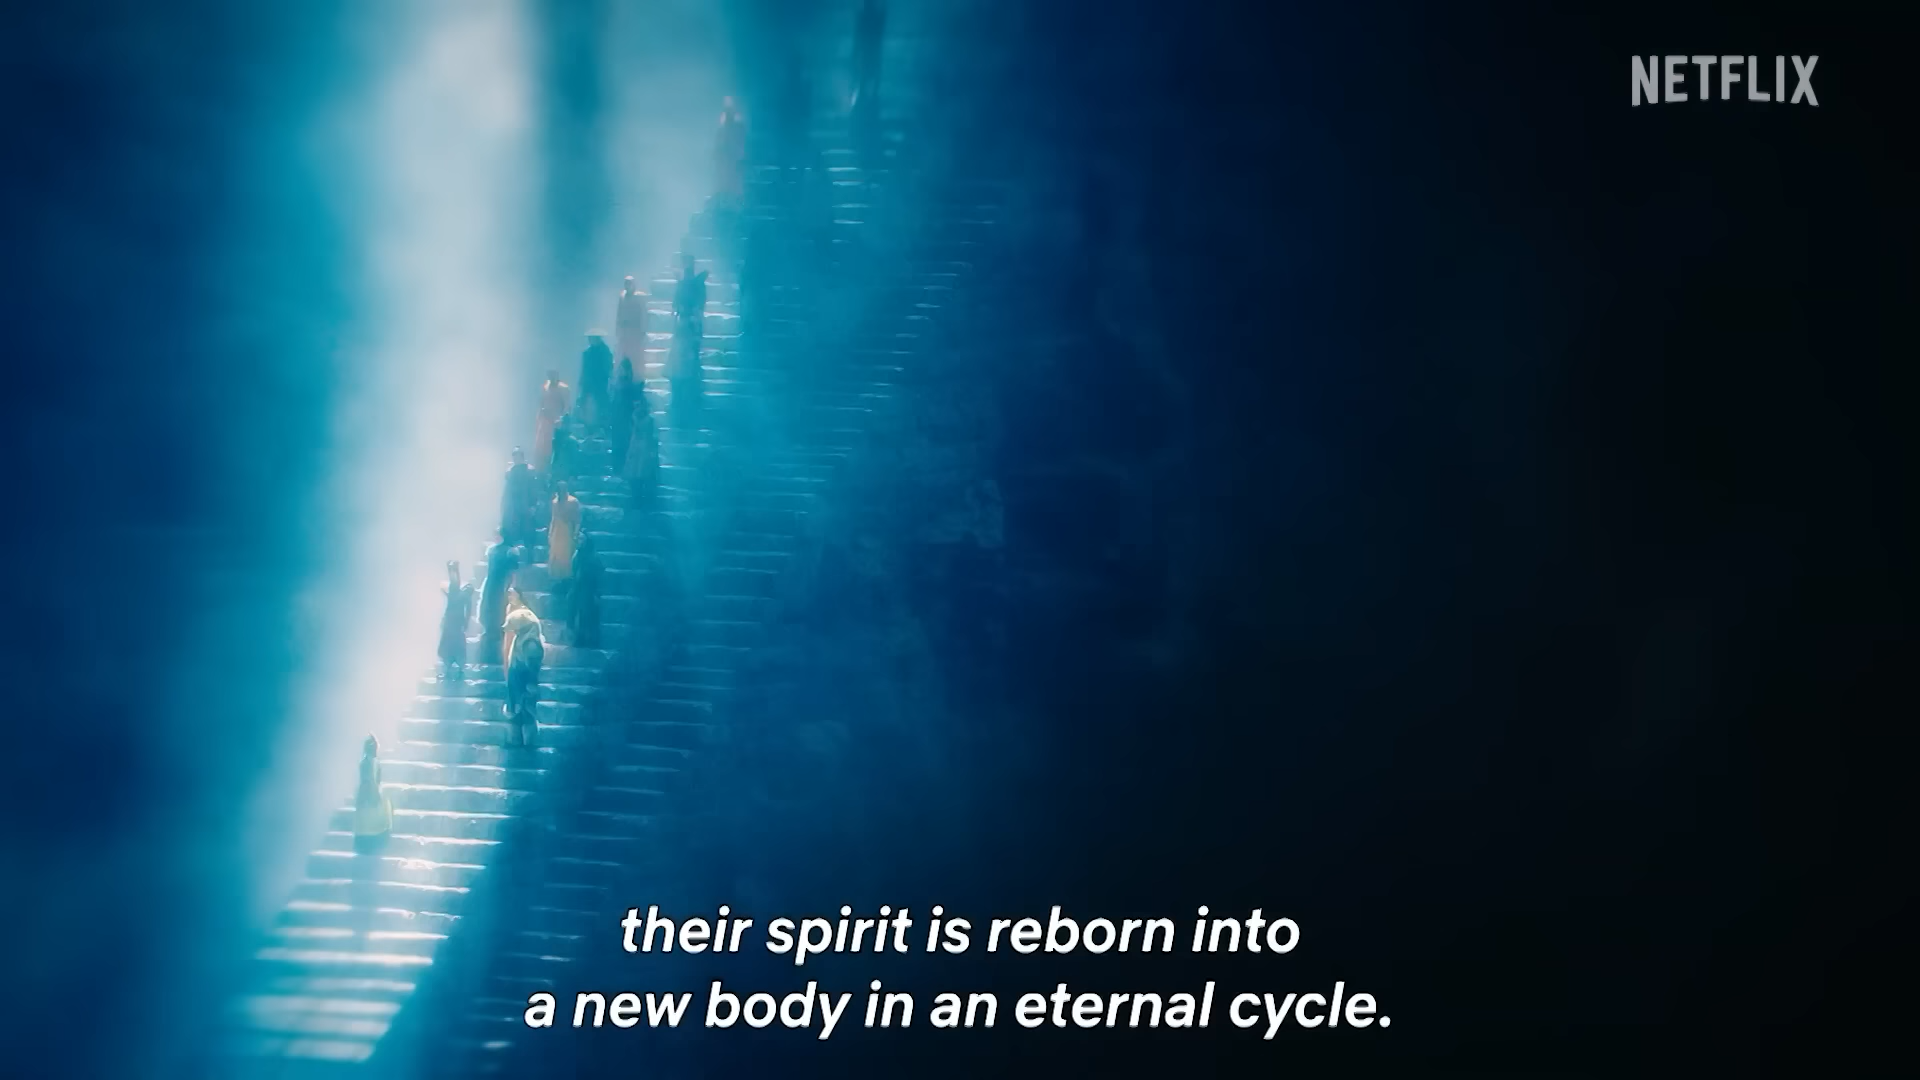 NETFLIX
their spirit is reborn into
a new body in an eternal cycle.